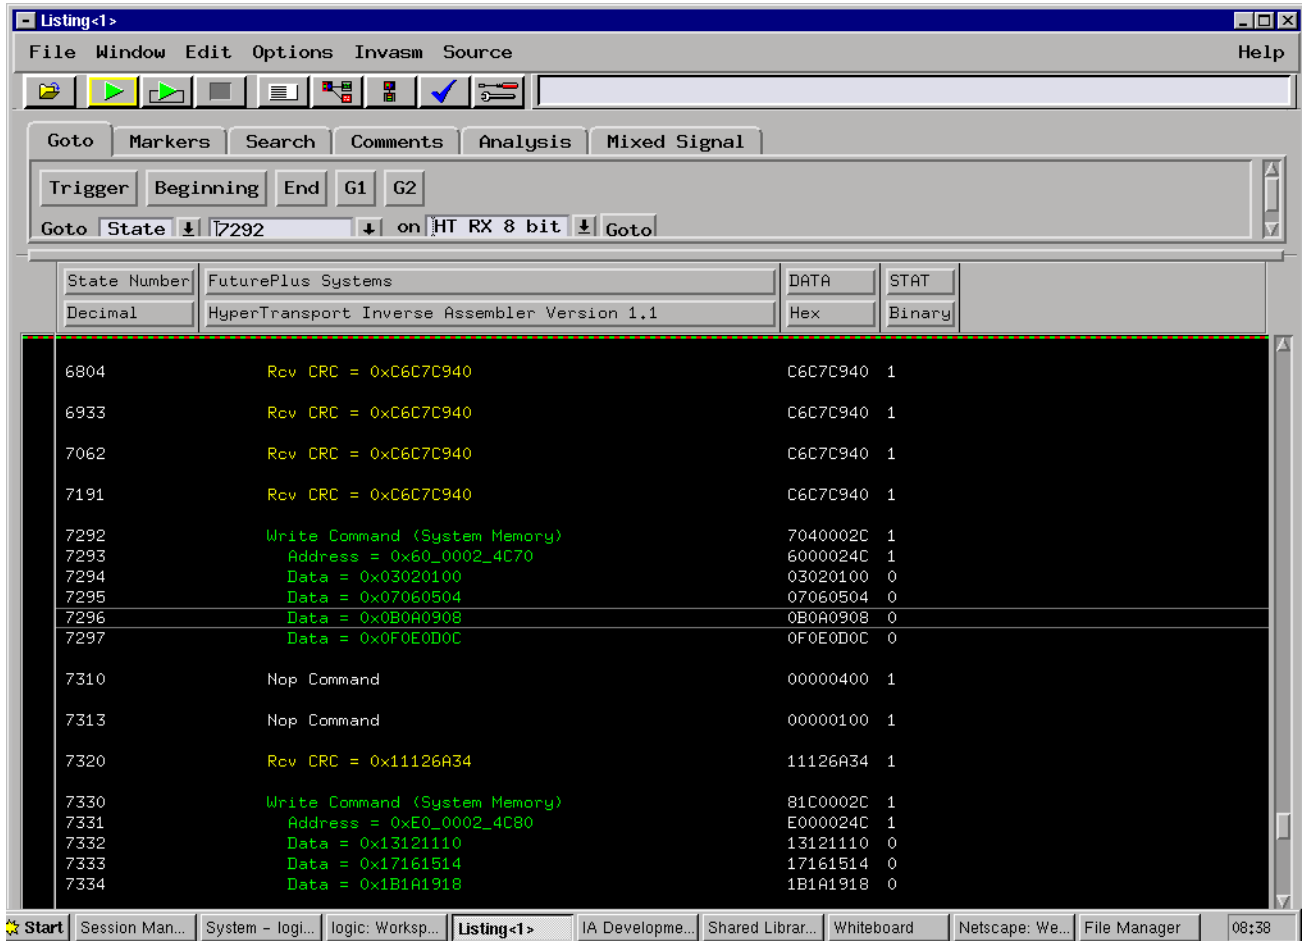 Listing<1>
File Window Edit Options Invasm Source Help
Goto Markers Search Comments Analysis Mixed Signal
Trigger Beginning End G1 G2
Goto State 7292 on HT RX 8 bit Goto
State Number FuturePlus Systems DATA STAT
Decimal HyperTransport Inverse Assembler Version 1.1 Hex Binary
6804 Rcv CRC = 0xC6C7C940 C6C7C940 1
6933 Rcv CRC = 0xC6C7C940 C6C7C940 1
7062 Rcv CRC = 0xC6C7C940 C6C7C940 1
7191 Rcv CRC = 0xC6C7C940 C6C7C940 1
7292 Write Command (System Memory) 7040002C 1
7293 Address = 0x60_0002_4C70 6000024C 1
7294 Data = 0x03020100 03020100 0
7295 Data = 0x07060504 07060504 0
7296 Data = 0x0B0A0908 0B0A0908 0
7297 Data = 0x0F0E0D0C 0F0E0D0C 0
7310 Nop Command 00000400 1
7313 Nop Command 00000100 1
7320 Rcv CRC = 0x11126A34 11126A34 1
7330 Write Command (System Memory) 81C0002C 1
7331 Address = 0xE0_0002_4C80 E000024C 1
7332 Data = 0x13121110 13121110 0
7333 Data = 0x17161514 17161514 0
7334 Data = 0x1B1A1918 1B1A1918 0
Start Session Man... System - logi... logic: Worksp... Listing<1> IA Developme... Shared Librar... Whiteboard Netscape: We... File Manager 08:38